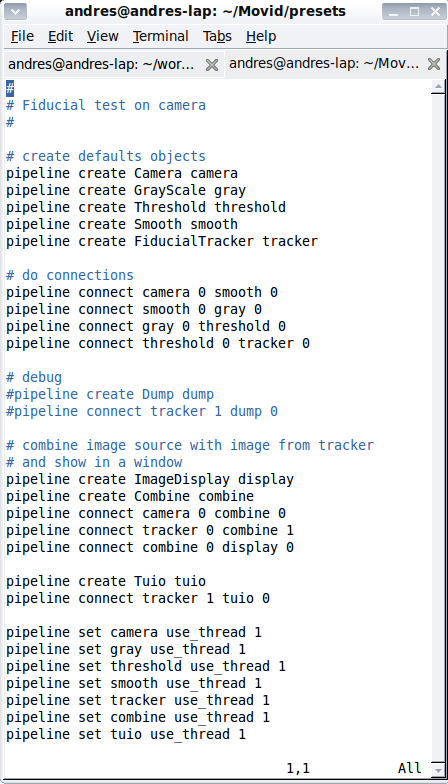 andres@andres-lap: ~/Movid/presets
File Edit View Terminal Tabs Help
andres@andres-lap: ~/wor... andres@andres-lap: ~/Mov...
#
# Fiducial test on camera
#
# create defaults objects
pipeline create Camera camera
pipeline create GrayScale gray
pipeline create Threshold threshold
pipeline create Smooth smooth
pipeline create FiducialTracker tracker
# do connections
pipeline connect camera 0 smooth 0
pipeline connect smooth 0 gray 0
pipeline connect gray 0 threshold 0
pipeline connect threshold 0 tracker 0
# debug
#pipeline create Dump dump
#pipeline connect tracker 1 dump 0
# combine image source with image from tracker
# and show in a window
pipeline create ImageDisplay display
pipeline create Combine combine
pipeline connect camera 0 combine 0
pipeline connect tracker 0 combine 1
pipeline connect combine 0 display 0
pipeline create Tuio tuio
pipeline connect tracker 1 tuio 0
pipeline set camera use_thread 1
pipeline set gray use_thread 1
pipeline set threshold use_thread 1
pipeline set smooth use_thread 1
pipeline set tracker use_thread 1
pipeline set combine use_thread 1
pipeline set tuio use_thread 1
1,1 All